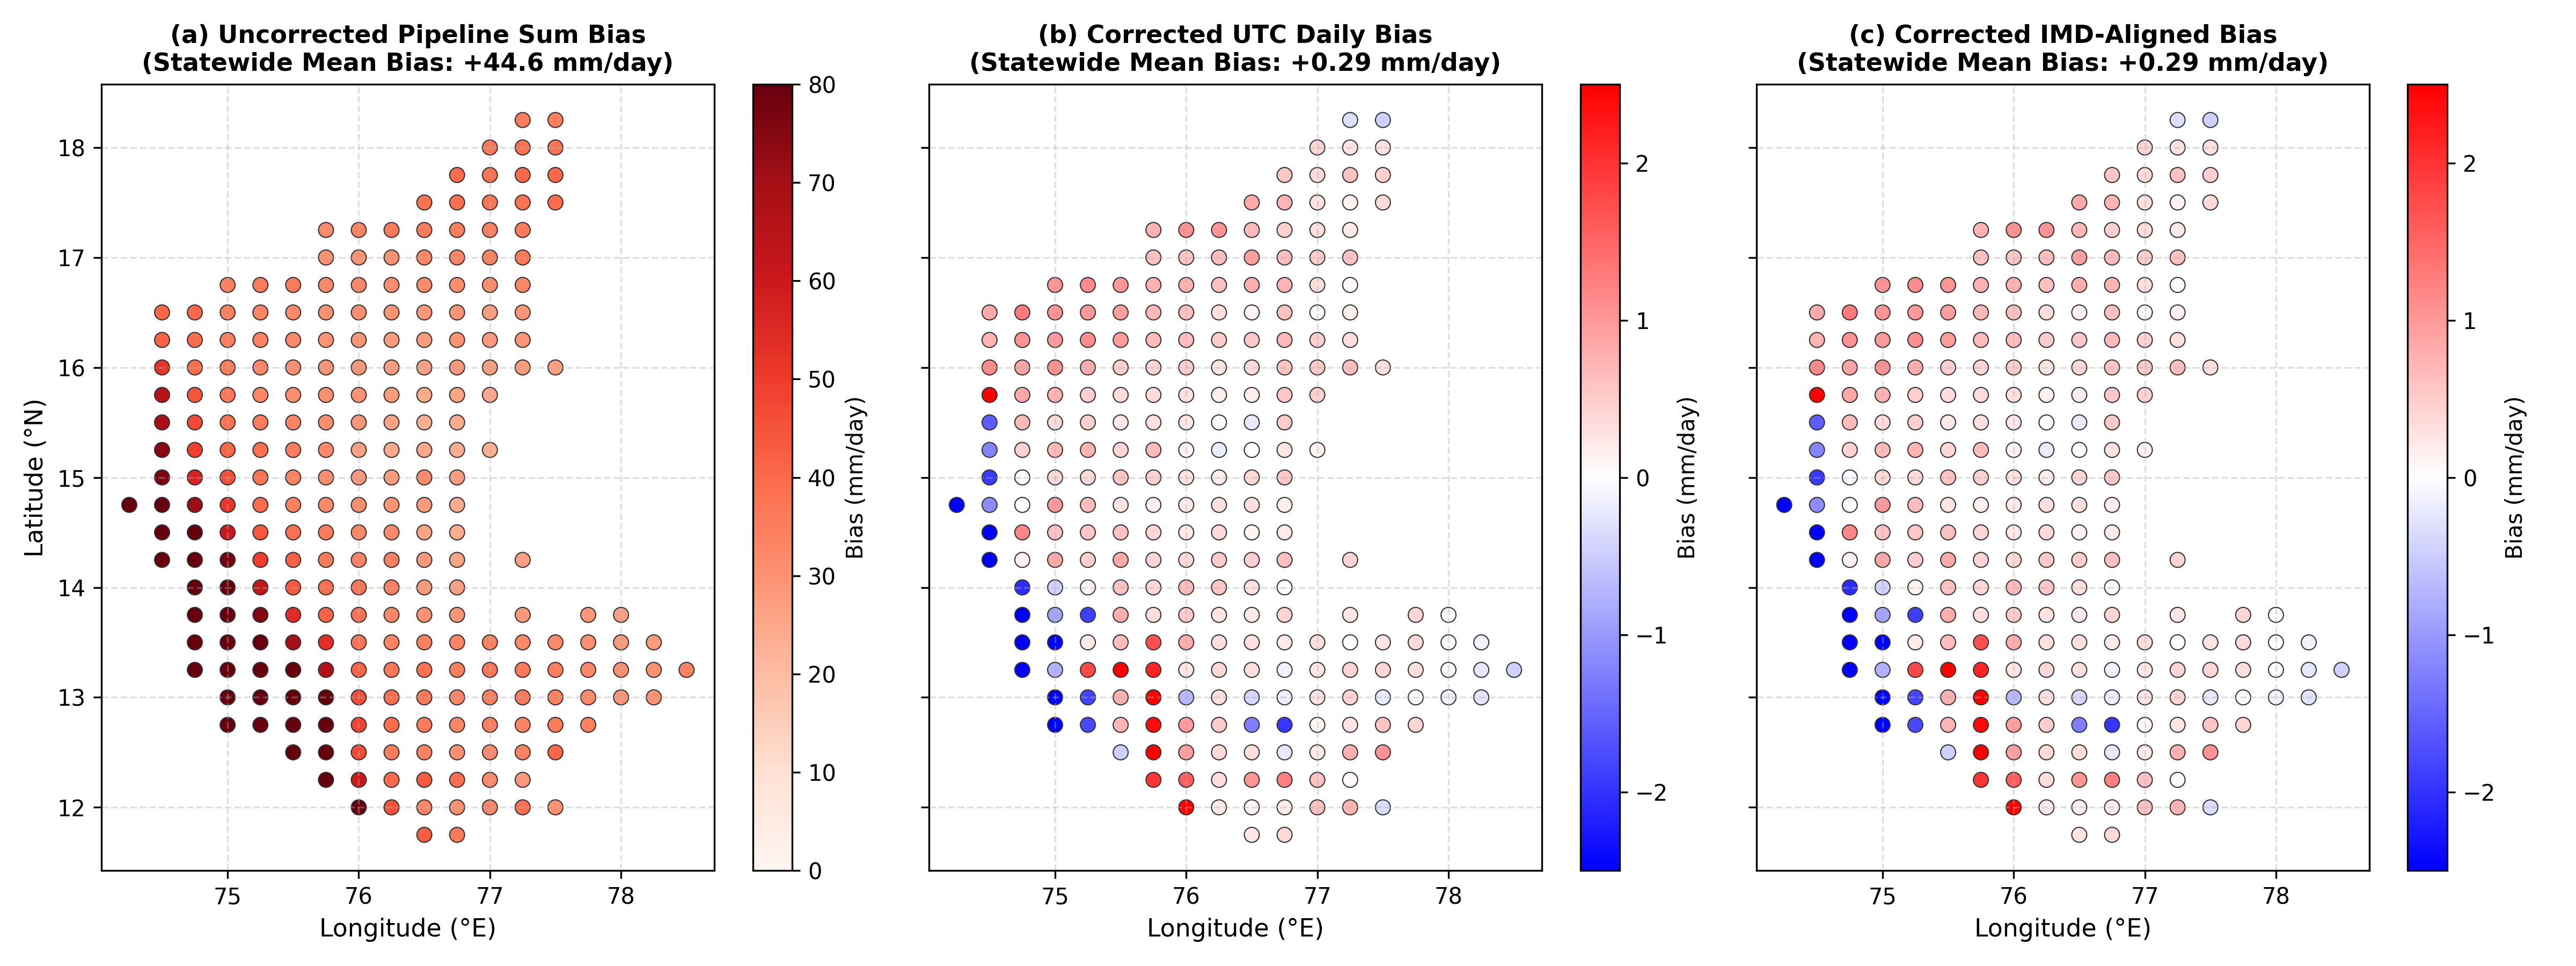 (a) Uncorrected Pipeline Sum Bias
(Statewide Mean Bias: +44.6 mm/day)
18
17
16
15
14
13
12
Latitude (°N)
75 76 77 78
Longitude (°E)
80
70
60
50
40
30
20
10
0
Bias (mm/day)
(b) Corrected UTC Daily Bias
(Statewide Mean Bias: +0.29 mm/day)
75 76 77 78
Longitude (°E)
2
1
0
−1
−2
Bias (mm/day)
(c) Corrected IMD-Aligned Bias
(Statewide Mean Bias: +0.29 mm/day)
75 76 77 78
Longitude (°E)
2
1
0
−1
−2
Bias (mm/day)